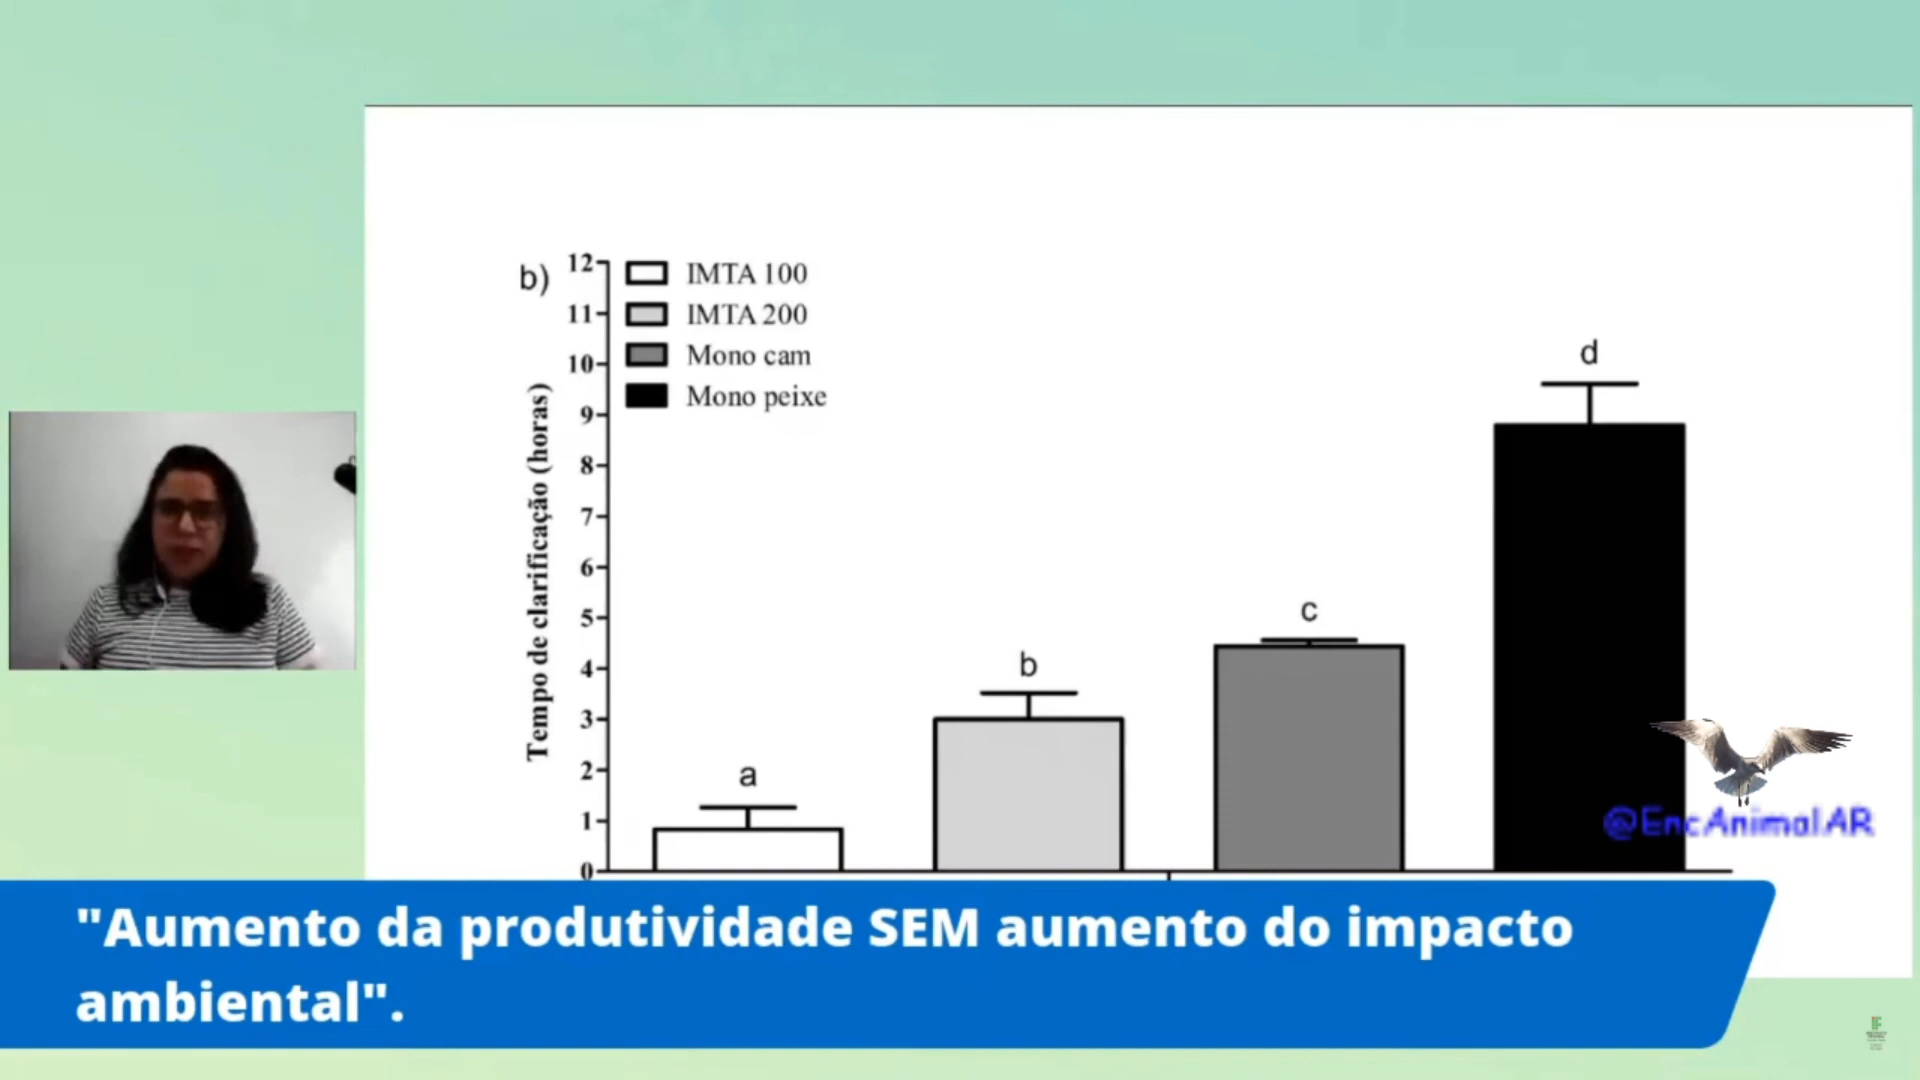 b)
12
11
10
9
8
7
6
5
4
3
2
1
0
Tempo de clarificação (horas)
IMTA 100
IMTA 200
Mono cam
Mono peixe
a
b
c
d
@EncAnimalAR
"Aumento da produtividade SEM aumento do impacto
ambiental".
IF